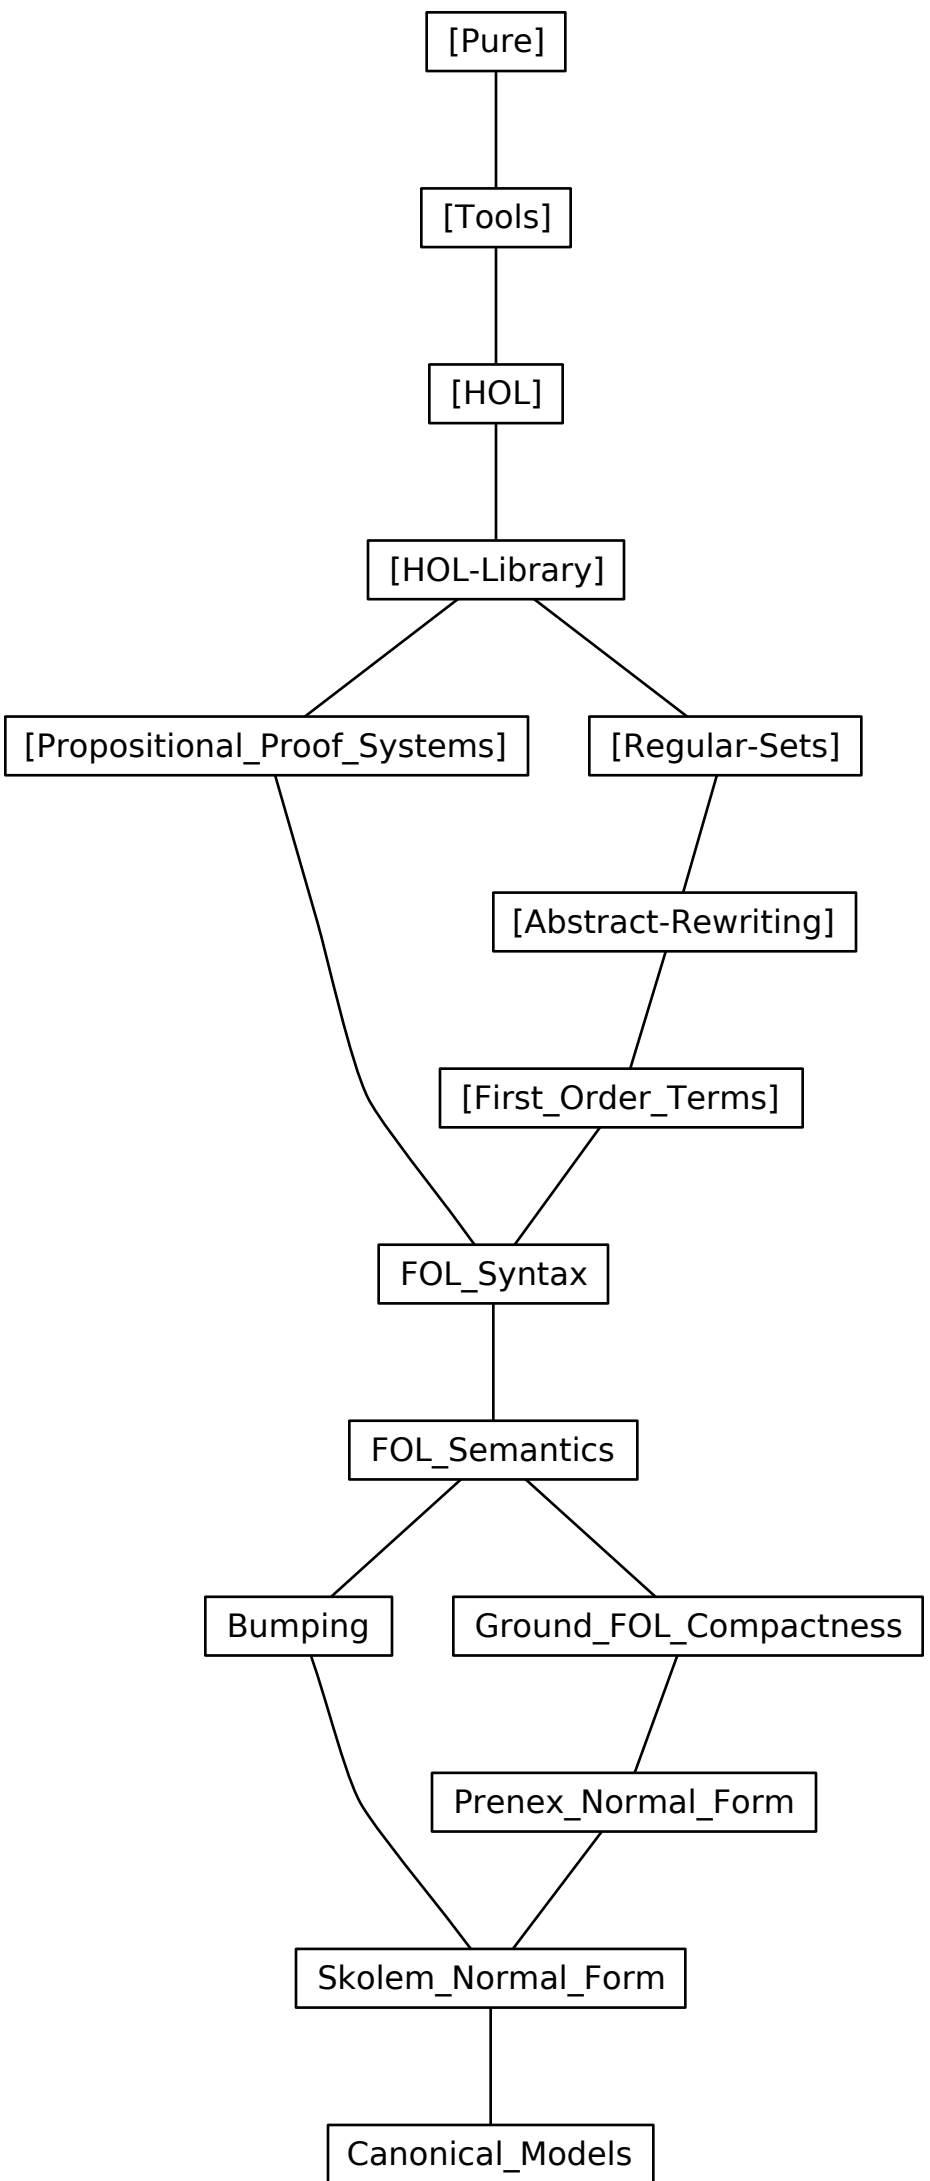 [Pure]
[Tools]
[HOL]
[HOL-Library]
[Propositional_Proof_Systems]
[Regular-Sets]
[Abstract-Rewriting]
[First_Order_Terms]
FOL_Syntax
FOL_Semantics
Bumping
Ground_FOL_Compactness
Prenex_Normal_Form
Skolem_Normal_Form
Canonical_Models